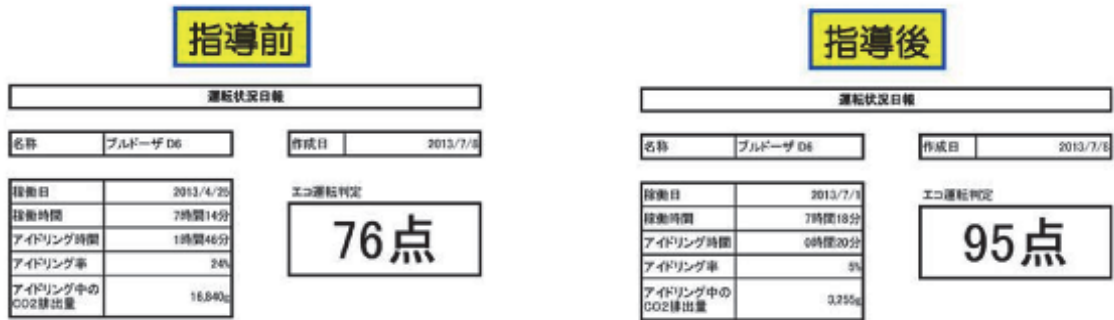 指導前
運転状況日報
名称 ブルドーザ D6
作成日 2013/7/8
稼働日 2013/4/25
稼働時間 7時間14分
アイドリング時間 1時間46分
アイドリング率 24%
アイドリング中の
CO2排出量 16,840g
エコ運転判定
76点
指導後
運転状況日報
名称 ブルドーザ D6
作成日
稼働日 2013/7/1
稼働時間 7時間18分
アイドリング時間 0時間20分
アイドリング率 5%
アイドリング中の
CO2排出量 3,255g
エコ運転判定
95点